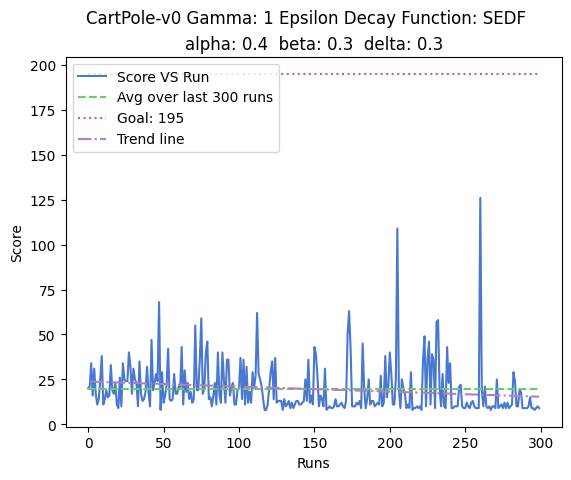 CartPole-v0 Gamma: 1 Epsilon Decay Function: SEDF
alpha: 0.4  beta: 0.3  delta: 0.3
Score VS Run
Avg over last 300 runs
Goal: 195
Trend line
200
175
150
125
100
75
50
25
0
Score
0 50 100 150 200 250 300
Runs